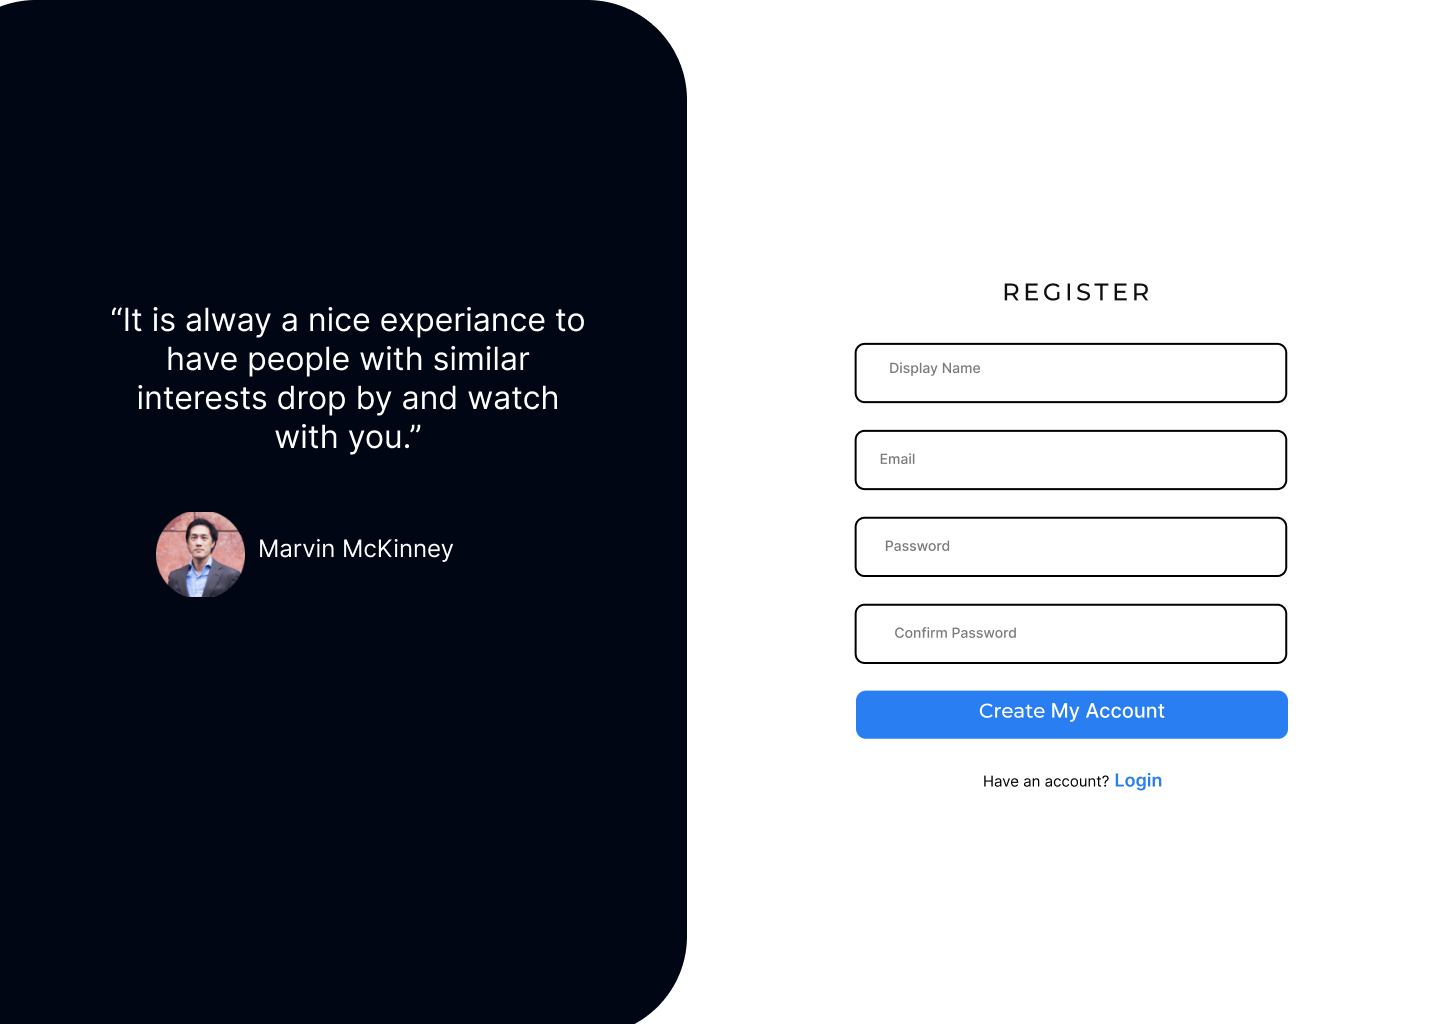 “It is alway a nice experiance to
have people with similar
interests drop by and watch
with you.”
Marvin McKinney
REGISTER
Display Name
Email
Password
Confirm Password
Create My Account
Have an account? Login